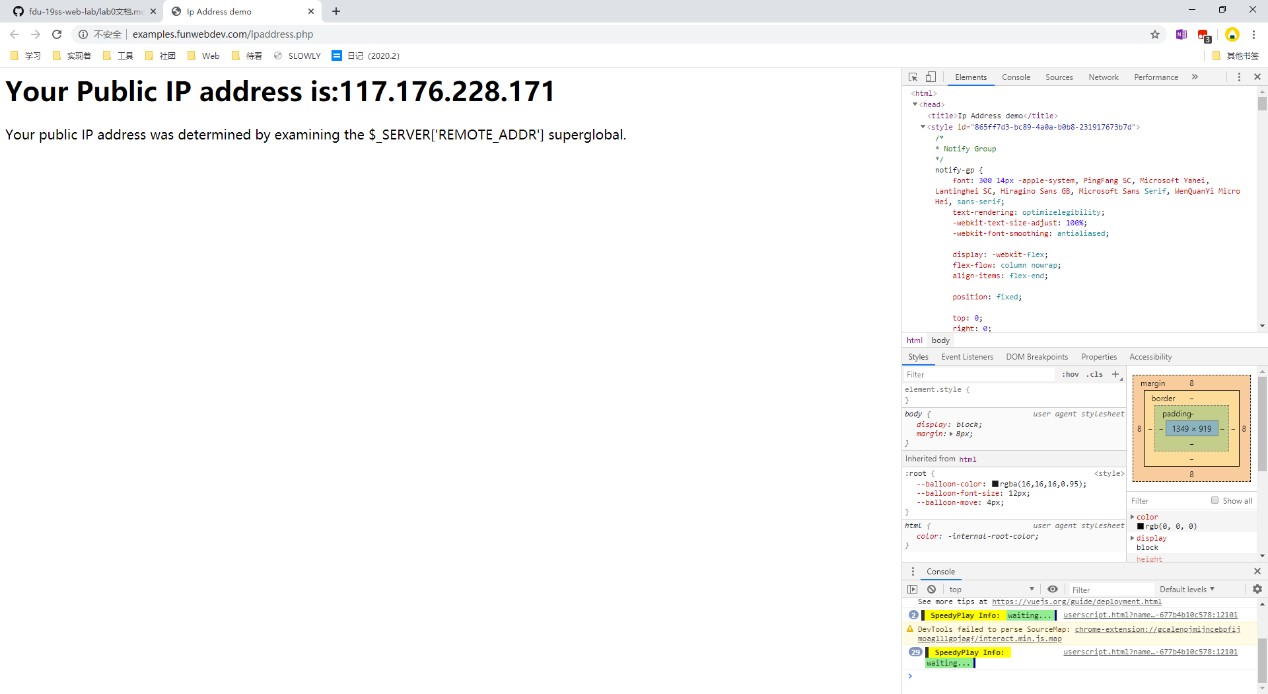 fdu-19ss-web-lab/lab0文档.m
Ip Address demo
不安全
examples.funwebdev.com/ipaddress.php
学习 实现着 工具 社团 Web 待看 SLOWLY 日记 (2020.2) 其他书签
Your Public IP address is:117.176.228.171
Your public IP address was determined by examining the $_SERVER['REMOTE_ADDR'] superglobal.
Elements Console Sources Network Performance »
<html>
<head>
<title>Ip Address demo</title>
<style id="865ff7d3-bc89-4a0a-b0b8-231917673b7d">
/*
* Notify Group
*/
notify-gp {
font: 300 14px -apple-system, PingFang SC, Microsoft Yahei,
Lantinghei SC, Hiragino Sans GB, Microsoft Sans Serif, WenQuanYi Micro
Hei, sans-serif;
text-rendering: optimizelegibility;
-webkit-text-size-adjust: 100%;
-webkit-font-smoothing: antialiased;
display: -webkit-flex;
flex-flow: column nowrap;
align-items: flex-end;
position: fixed;
top: 0;
right: 0;
html body
Styles Event Listeners DOM Breakpoints Properties Accessibility
Filter :hov .cls +
element.style {
}
body { user agent stylesheet
display: block;
margin: 8px;
}
Inherited from html
:root { <style>
--balloon-color: rgba(16,16,16,0.95);
--balloon-font-size: 12px;
--balloon-move: 4px;
}
html { user agent stylesheet
color: -internal-root-color;
}
margin 8
border -
padding-
8 - - 1349 × 919 - - 8
-
-
8
Filter Show all
color
rgb(0, 0, 0)
display
block
height
Console
top Filter Default levels
See more tips at https://vuejs.org/guide/deployment.html
2 SpeedyPlay Info: waiting... userscript.html?name…-677b4b10c578:12101
DevTools failed to parse SourceMap: chrome-extension://gcalenpjmijncebpfij
moaglllgpjagf/interact.min.js.map
29 SpeedyPlay Info: userscript.html?name…-677b4b10c578:12101
waiting...